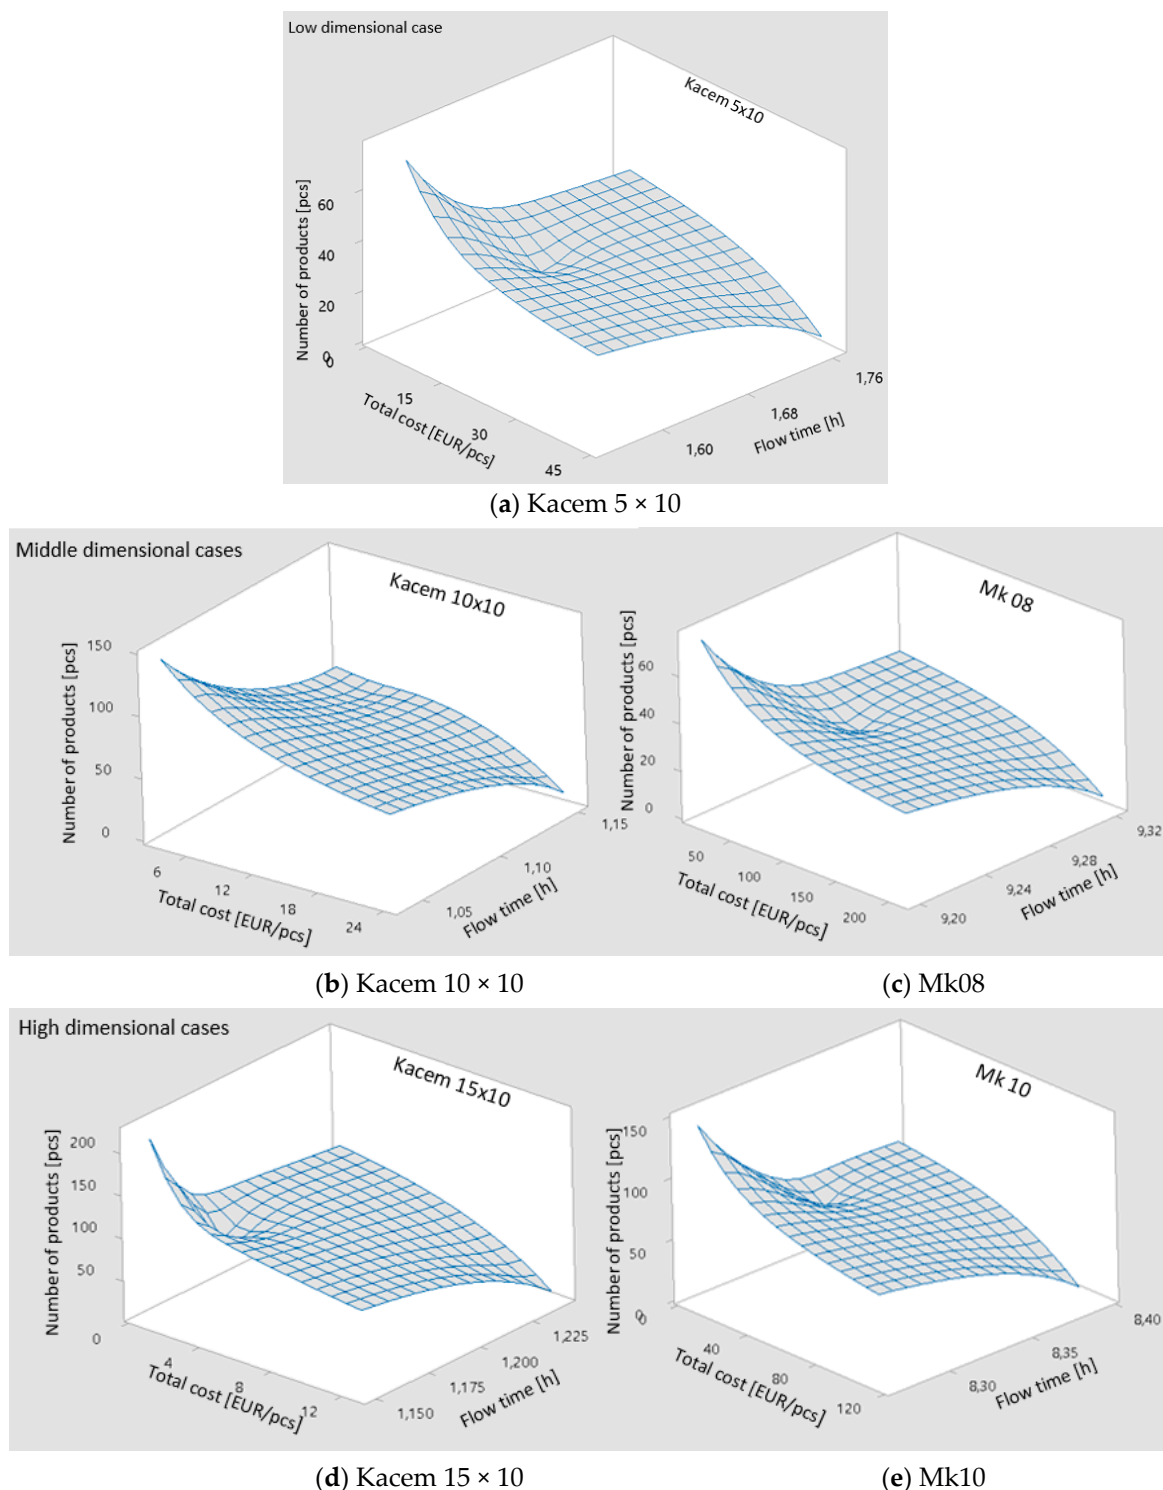 Low dimensional case
Kacem 5x10
Number of products [pcs]
60
40
20
0
0
15
30
45
Total cost [EUR/pcs]
1,60
1,68
1,76
Flow time [h]
(a) Kacem 5 × 10
Middle dimensional cases
Kacem 10x10
Number of products [pcs]
150
100
50
0
6
12
18
24
Total cost [EUR/pcs]
1,05
1,10
1,15
Flow time [h]
Mk 08
Number of products [pcs]
60
40
20
0
50
100
150
200
Total cost [EUR/pcs]
9,20
9,24
9,28
9,32
Flow time [h]
(b) Kacem 10 × 10
(c) Mk08
High dimensional cases
Kacem 15x10
Number of products [pcs]
200
150
100
50
0
4
8
12
Total cost [EUR/pcs]
1,150
1,175
1,200
1,225
Flow time [h]
Mk 10
Number of products [pcs]
150
100
50
0
0
40
80
120
Total cost [EUR/pcs]
8,30
8,35
8,40
Flow time [h]
(d) Kacem 15 × 10
(e) Mk10